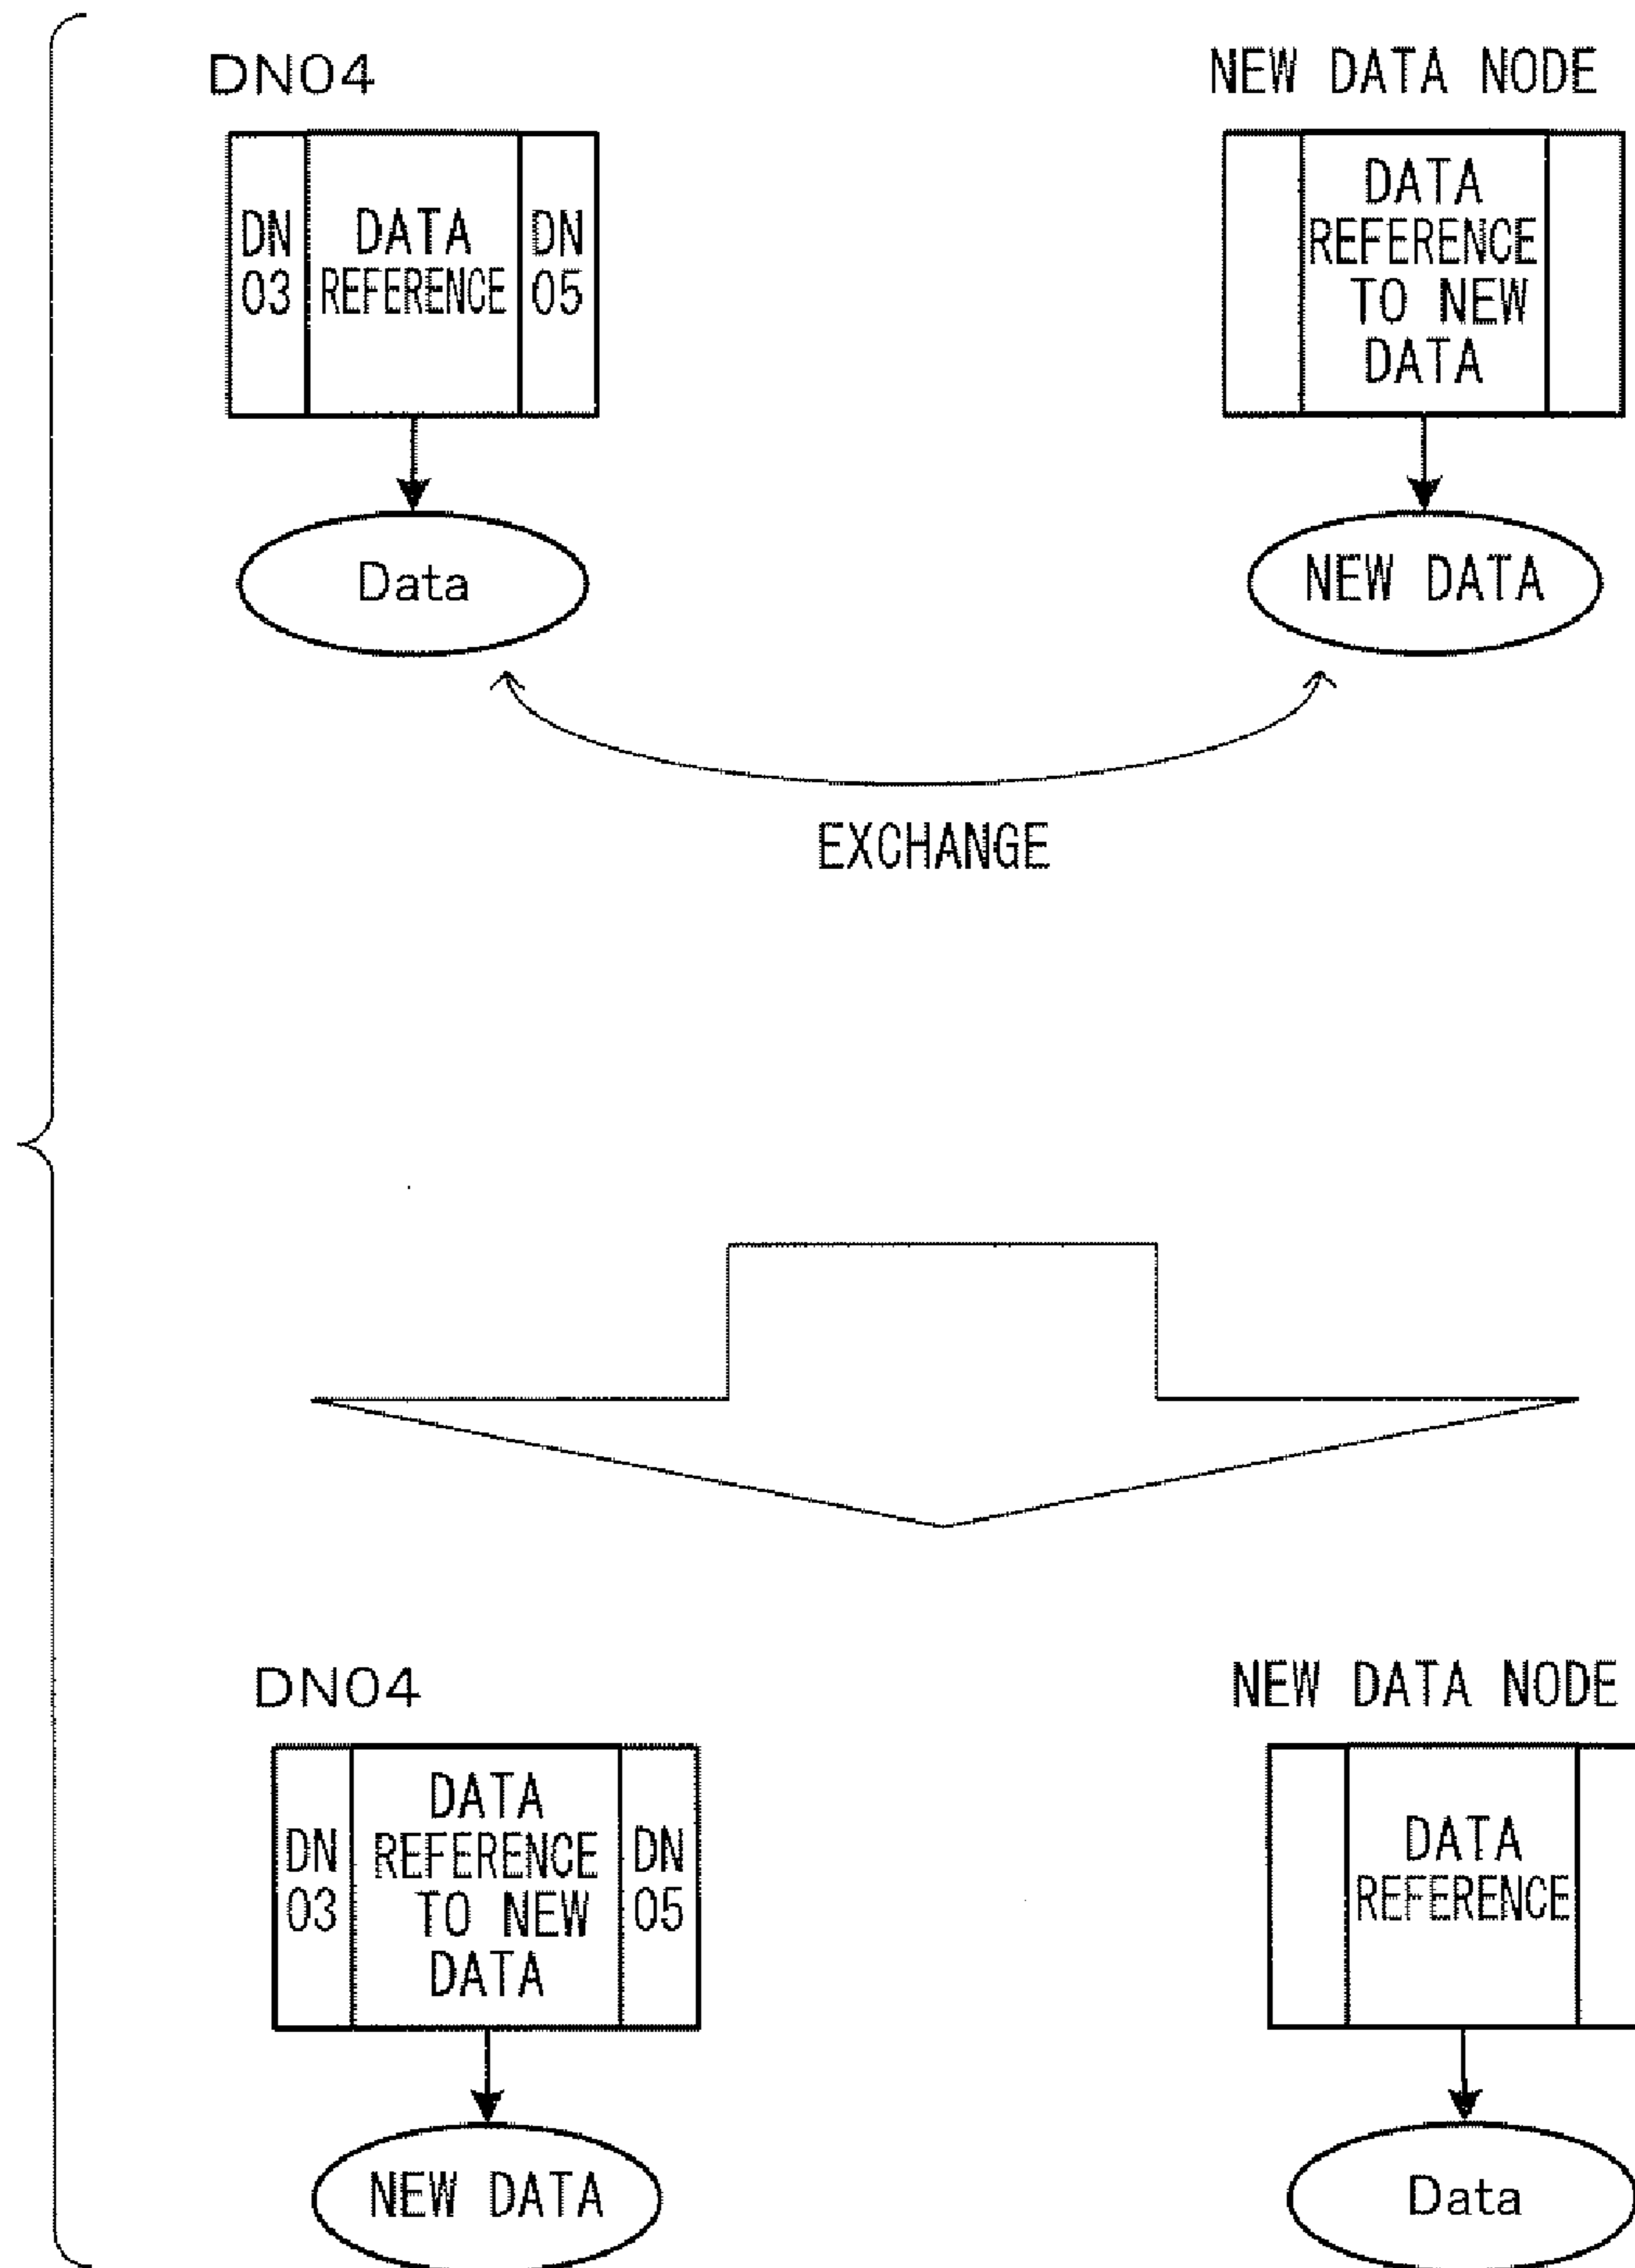 DN04
NEW DATA NODE
DN
03
DATA
REFERENCE
DN
05
DATA
REFERENCE
TO NEW
DATA
Data
NEW DATA
EXCHANGE
DN04
NEW DATA NODE
DN
03
DATA
REFERENCE
TO NEW
DATA
DN
05
DATA
REFERENCE
NEW DATA
Data